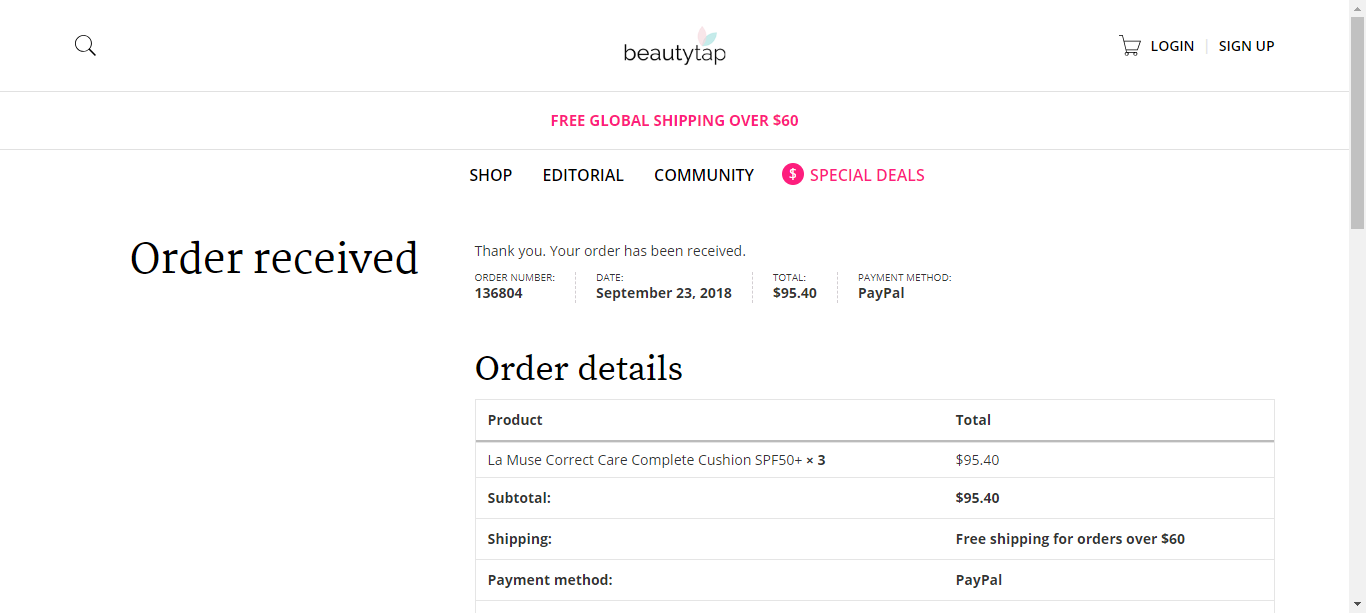 beautytap
LOGIN
SIGN UP
FREE GLOBAL SHIPPING OVER $60
SHOP
EDITORIAL
COMMUNITY
$ SPECIAL DEALS
Order received
Thank you. Your order has been received.
ORDER NUMBER:
136804
DATE:
September 23, 2018
TOTAL:
$95.40
PAYMENT METHOD:
PayPal
Order details
Product Total
La Muse Correct Care Complete Cushion SPF50+ × 3 $95.40
Subtotal: $95.40
Shipping: Free shipping for orders over $60
Payment method: PayPal